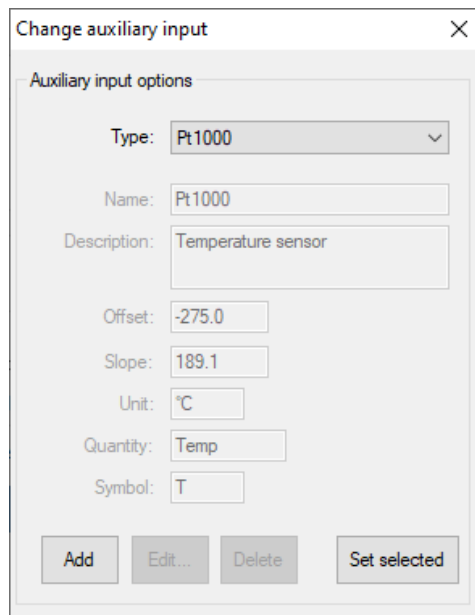 Change auxiliary input
Auxiliary input options
Type: Pt1000
Name: Pt1000
Description: Temperature sensor
Offset: -275.0
Slope: 189.1
Unit: °C
Quantity: Temp
Symbol: T
Add Edit... Delete Set selected